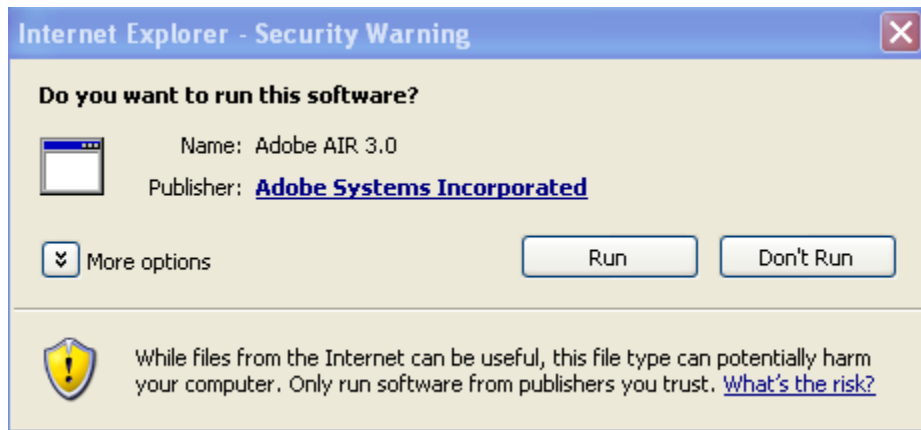 Internet Explorer - Security Warning
Do you want to run this software?
Name: Adobe AIR 3.0
Publisher: Adobe Systems Incorporated
More options
Run
Don't Run
While files from the Internet can be useful, this file type can potentially harm
your computer. Only run software from publishers you trust. What's the risk?